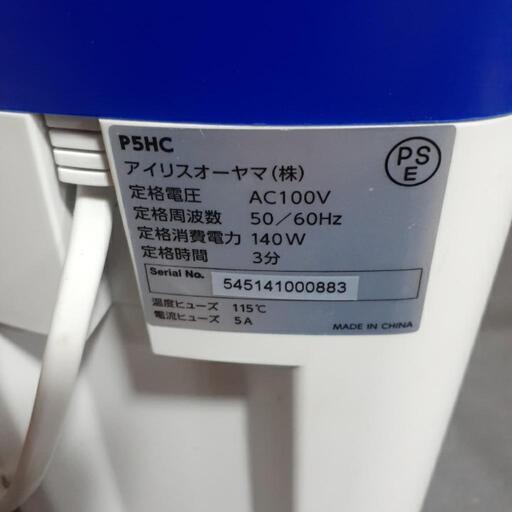 P5HC
アイリスオーヤマ(株)
定格電圧 AC100V
定格周波数 50／60Hz
定格消費電力 140W
定格時間 3分
Serial No. 545141000883
温度ヒューズ 115℃
電流ヒューズ 5A
MADE IN CHINA
PS
E